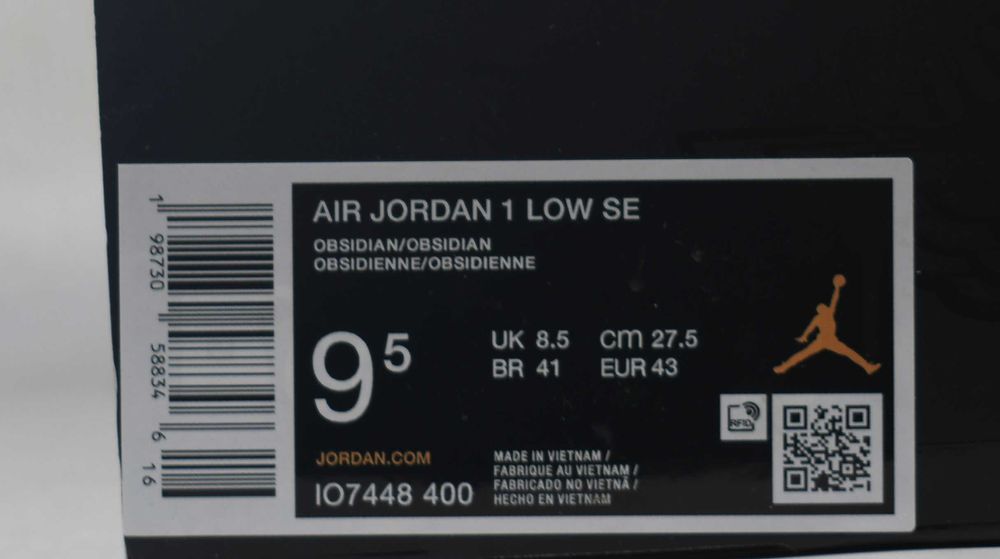 AIR JORDAN 1 LOW SE
OBSIDIAN/OBSIDIAN
OBSIDIENNE/OBSIDIENNE
9 5
UK 8.5 cm 27.5
BR 41 EUR 43
RFID
JORDAN.COM
IO7448 400
MADE IN VIETNAM /
FABRIQUE AU VIETNAM /
FABRICADO NO VIETNÃ /
HECHO EN VIETNAM
1 98730 58834 6 16